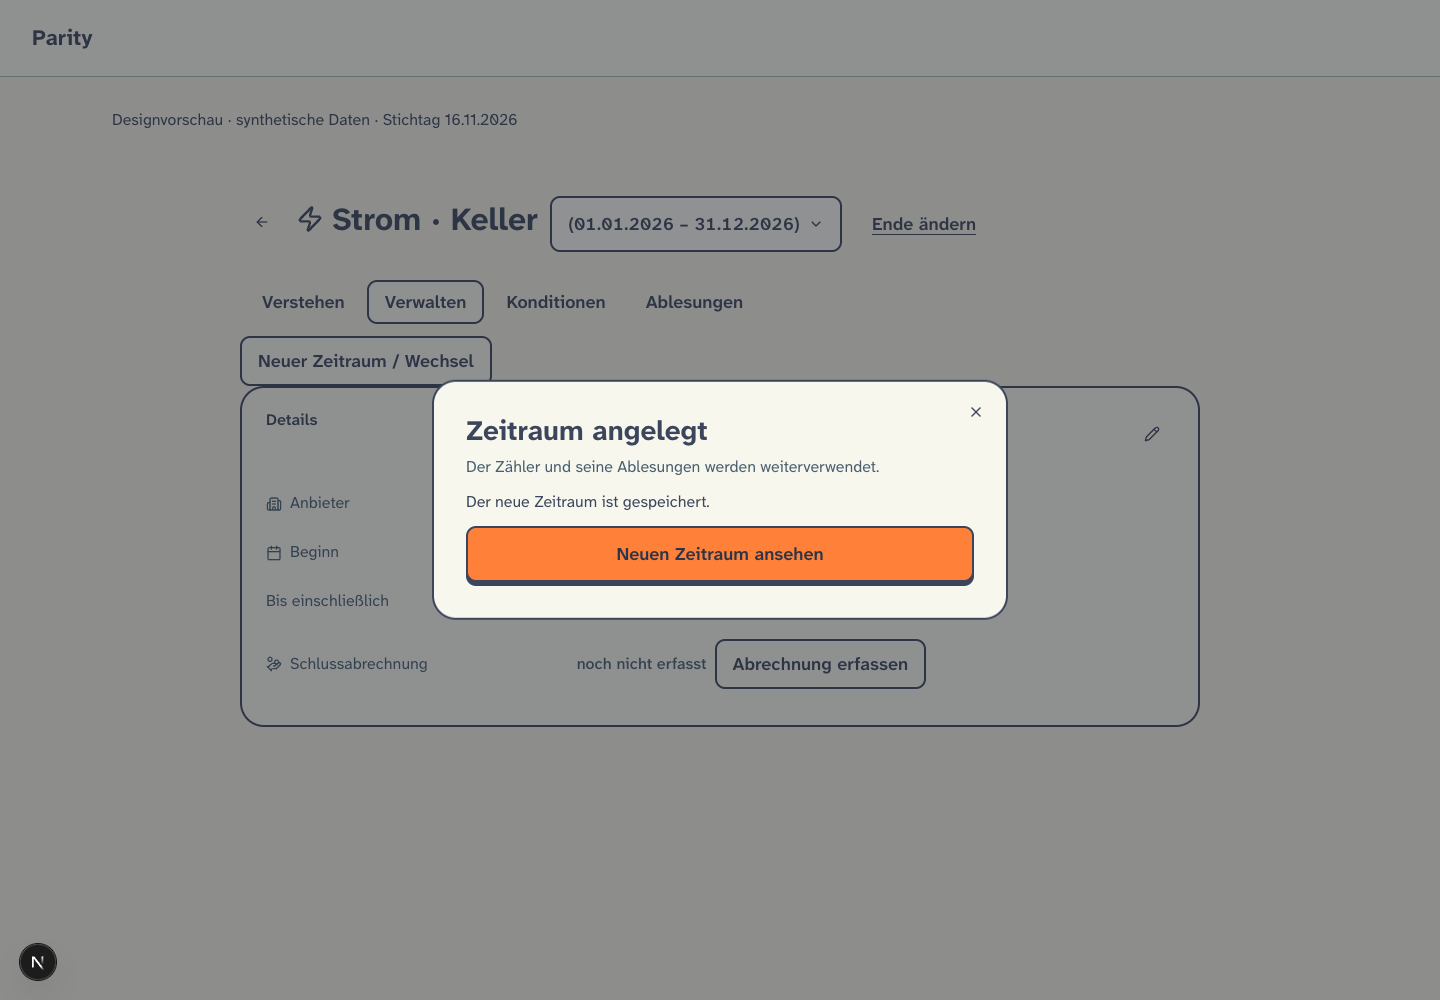 Parity
Designvorschau · synthetische Daten · Stichtag 16.11.2026
Strom · Keller
(01.01.2026 – 31.12.2026)
Ende ändern
Verstehen
Verwalten
Konditionen
Ablesungen
Neuer Zeitraum / Wechsel
Details
Anbieter
Beginn
Bis einschließlich
Schlussabrechnung
noch nicht erfasst
Abrechnung erfassen
Zeitraum angelegt
Der Zähler und seine Ablesungen werden weiterverwendet.
Der neue Zeitraum ist gespeichert.
Neuen Zeitraum ansehen
N